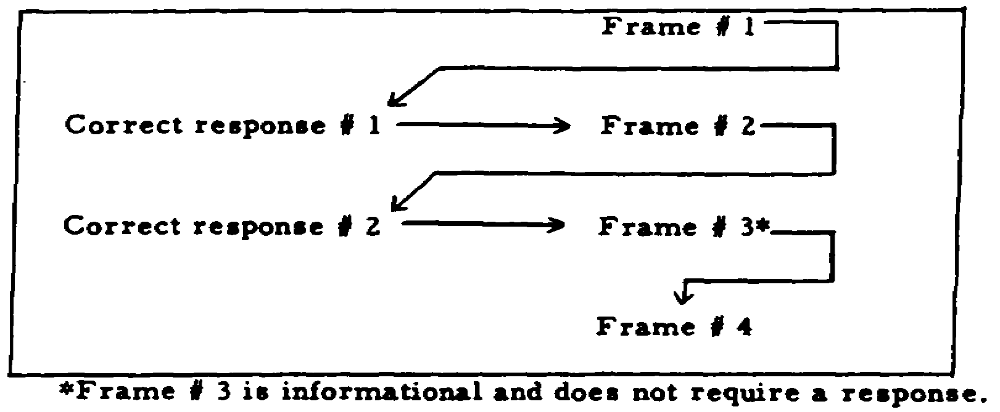 Frame # 1
Correct response # 1 Frame # 2
Correct response # 2 Frame # 3*
Frame # 4
*Frame # 3 is informational and does not require a response.